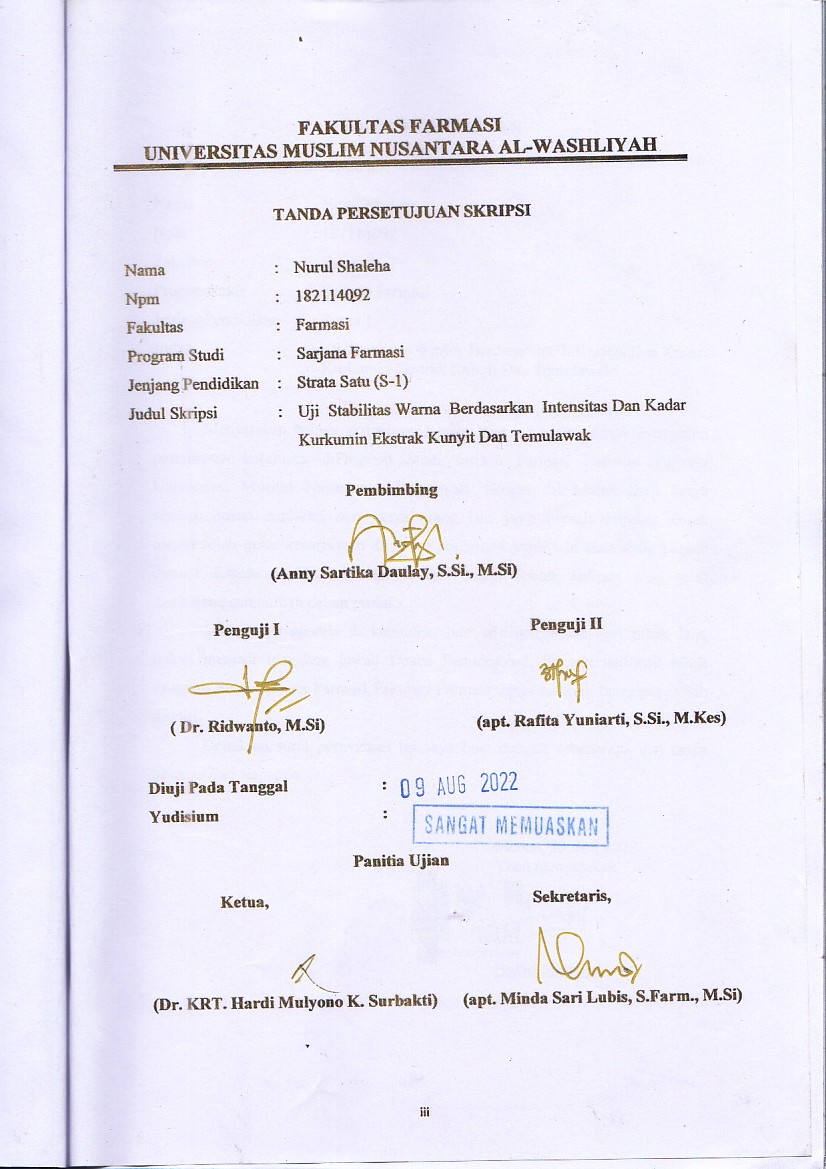 FAKULTAS FARMASI
UNIVERSITAS MUSLIM NUSANTARA AL-WASHLIYAH
TANDA PERSETUJUAN SKRIPSI
Nama : Nurul Shaleha
Npm : 182114092
Fakultas : Farmasi
Program Studi : Sarjana Farmasi
Jenjang Pendidikan : Strata Satu (S-1)
Judul Skripsi : Uji Stabilitas Warna Berdasarkan Intensitas Dan Kadar
Kurkumin Ekstrak Kunyit Dan Temulawak
Pembimbing
(Anny Sartika Daulay, S.Si., M.Si)
Penguji I Penguji II
( Dr. Ridwanto, M.Si) (apt. Rafita Yuniarti, S.Si., M.Kes)
Diuji Pada Tanggal : 09 AUG 2022
Yudisium : SANGAT MEMUASKAN
Panitia Ujian
Ketua, Sekretaris,
(Dr. KRT. Hardi Mulyono K. Surbakti) (apt. Minda Sari Lubis, S.Farm., M.Si)
iii